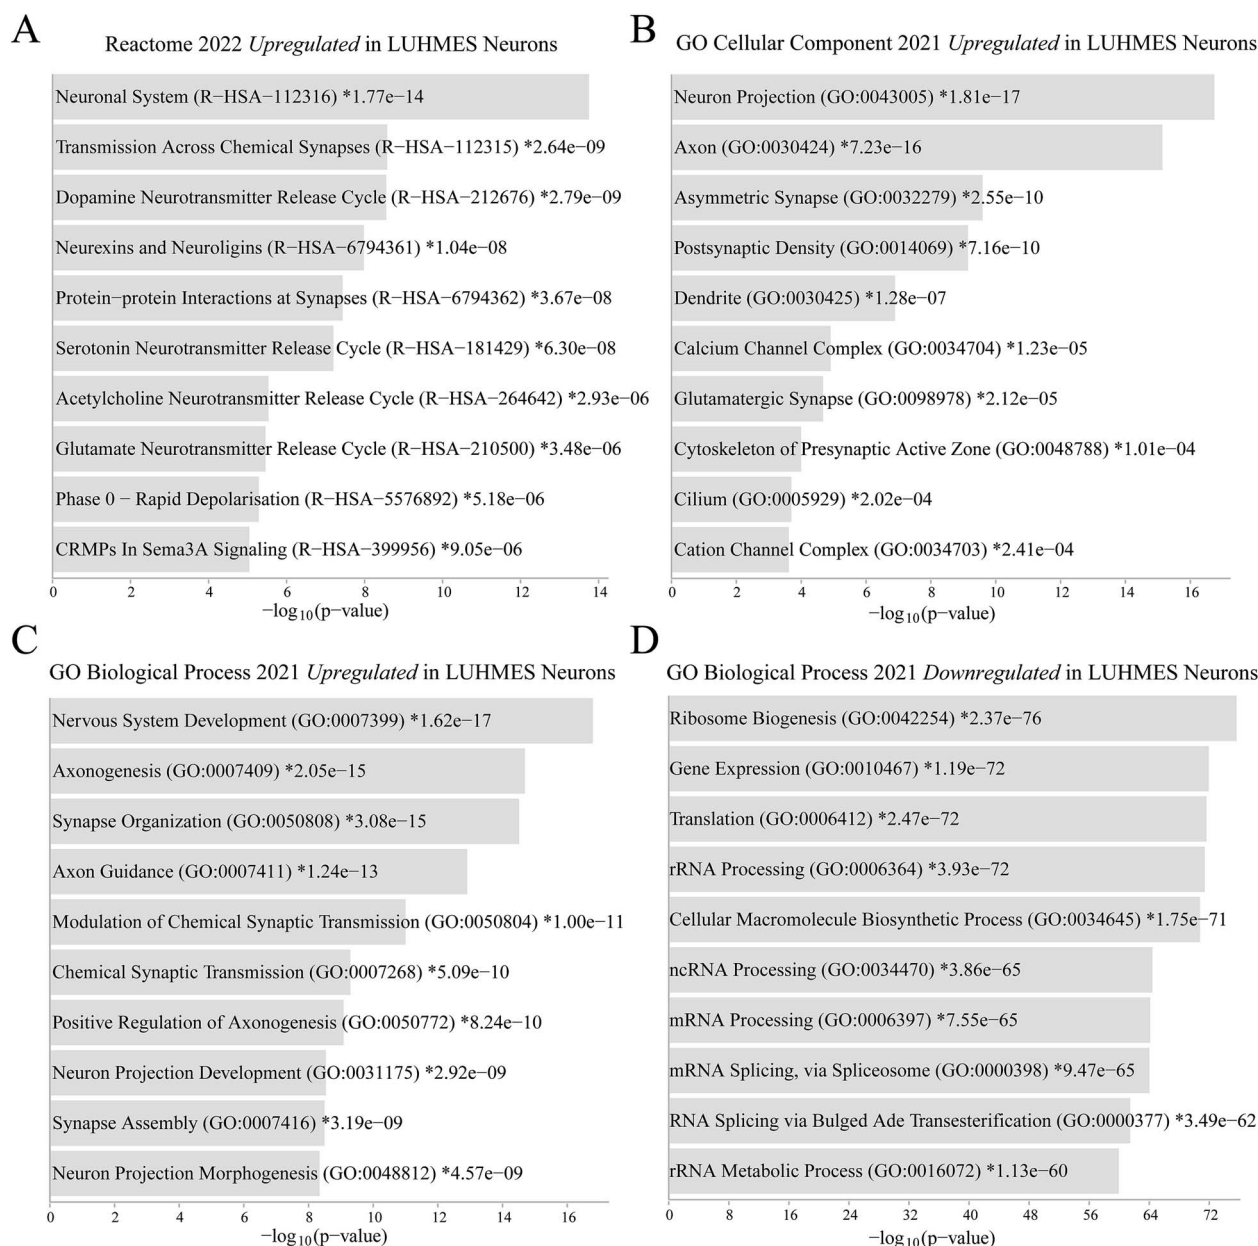 A
Reactome 2022 Upregulated in LUHMES Neurons
Neuronal System (R−HSA−112316) *1.77e−14
Transmission Across Chemical Synapses (R−HSA−112315) *2.64e−09
Dopamine Neurotransmitter Release Cycle (R−HSA−212676) *2.79e−09
Neurexins and Neuroligins (R−HSA−6794361) *1.04e−08
Protein−protein Interactions at Synapses (R−HSA−6794362) *3.67e−08
Serotonin Neurotransmitter Release Cycle (R−HSA−181429) *6.30e−08
Acetylcholine Neurotransmitter Release Cycle (R−HSA−264642) *2.93e−06
Glutamate Neurotransmitter Release Cycle (R−HSA−210500) *3.48e−06
Phase 0 − Rapid Depolarisation (R−HSA−5576892) *5.18e−06
CRMPs In Sema3A Signaling (R−HSA−399956) *9.05e−06
0 2 4 6 8 10 12 14
−log10(p−value)
B
GO Cellular Component 2021 Upregulated in LUHMES Neurons
Neuron Projection (GO:0043005) *1.81e−17
Axon (GO:0030424) *7.23e−16
Asymmetric Synapse (GO:0032279) *2.55e−10
Postsynaptic Density (GO:0014069) *7.16e−10
Dendrite (GO:0030425) *1.28e−07
Calcium Channel Complex (GO:0034704) *1.23e−05
Glutamatergic Synapse (GO:0098978) *2.12e−05
Cytoskeleton of Presynaptic Active Zone (GO:0048788) *1.01e−04
Cilium (GO:0005929) *2.02e−04
Cation Channel Complex (GO:0034703) *2.41e−04
0 2 4 6 8 10 12 14 16
−log10(p−value)
C
GO Biological Process 2021 Upregulated in LUHMES Neurons
Nervous System Development (GO:0007399) *1.62e−17
Axonogenesis (GO:0007409) *2.05e−15
Synapse Organization (GO:0050808) *3.08e−15
Axon Guidance (GO:0007411) *1.24e−13
Modulation of Chemical Synaptic Transmission (GO:0050804) *1.00e−11
Chemical Synaptic Transmission (GO:0007268) *5.09e−10
Positive Regulation of Axonogenesis (GO:0050772) *8.24e−10
Neuron Projection Development (GO:0031175) *2.92e−09
Synapse Assembly (GO:0007416) *3.19e−09
Neuron Projection Morphogenesis (GO:0048812) *4.57e−09
0 2 4 6 8 10 12 14 16
−log10(p−value)
D
GO Biological Process 2021 Downregulated in LUHMES Neurons
Ribosome Biogenesis (GO:0042254) *2.37e−76
Gene Expression (GO:0010467) *1.19e−72
Translation (GO:0006412) *2.47e−72
rRNA Processing (GO:0006364) *3.93e−72
Cellular Macromolecule Biosynthetic Process (GO:0034645) *1.75e−71
ncRNA Processing (GO:0034470) *3.86e−65
mRNA Processing (GO:0006397) *7.55e−65
mRNA Splicing, via Spliceosome (GO:0000398) *9.47e−65
RNA Splicing via Bulged Ade Transesterification (GO:0000377) *3.49e−62
rRNA Metabolic Process (GO:0016072) *1.13e−60
0 8 16 24 32 40 48 56 64 72
−log10(p−value)